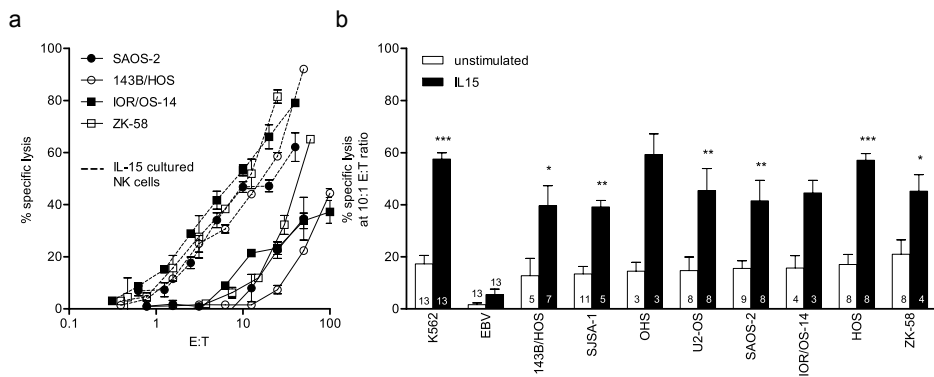 a
SAOS-2
143B/HOS
IOR/OS-14
ZK-58
IL-15 cultured
NK cells
% specific lysis
100
80
60
40
20
0
0.1
1
10
100
E:T
b
unstimulated
IL15
% specific lysis
at 10:1 E:T ratio
100
80
60
40
20
0
*** * ** ** ** *** *
13 13 13 13 5 7 11 5 3 3 8 8 9 8 4 3 8 8 8 4
K562
EBV
143B/HOS
SJSA-1
OHS
U2-OS
SAOS-2
IOR/OS-14
HOS
ZK-58